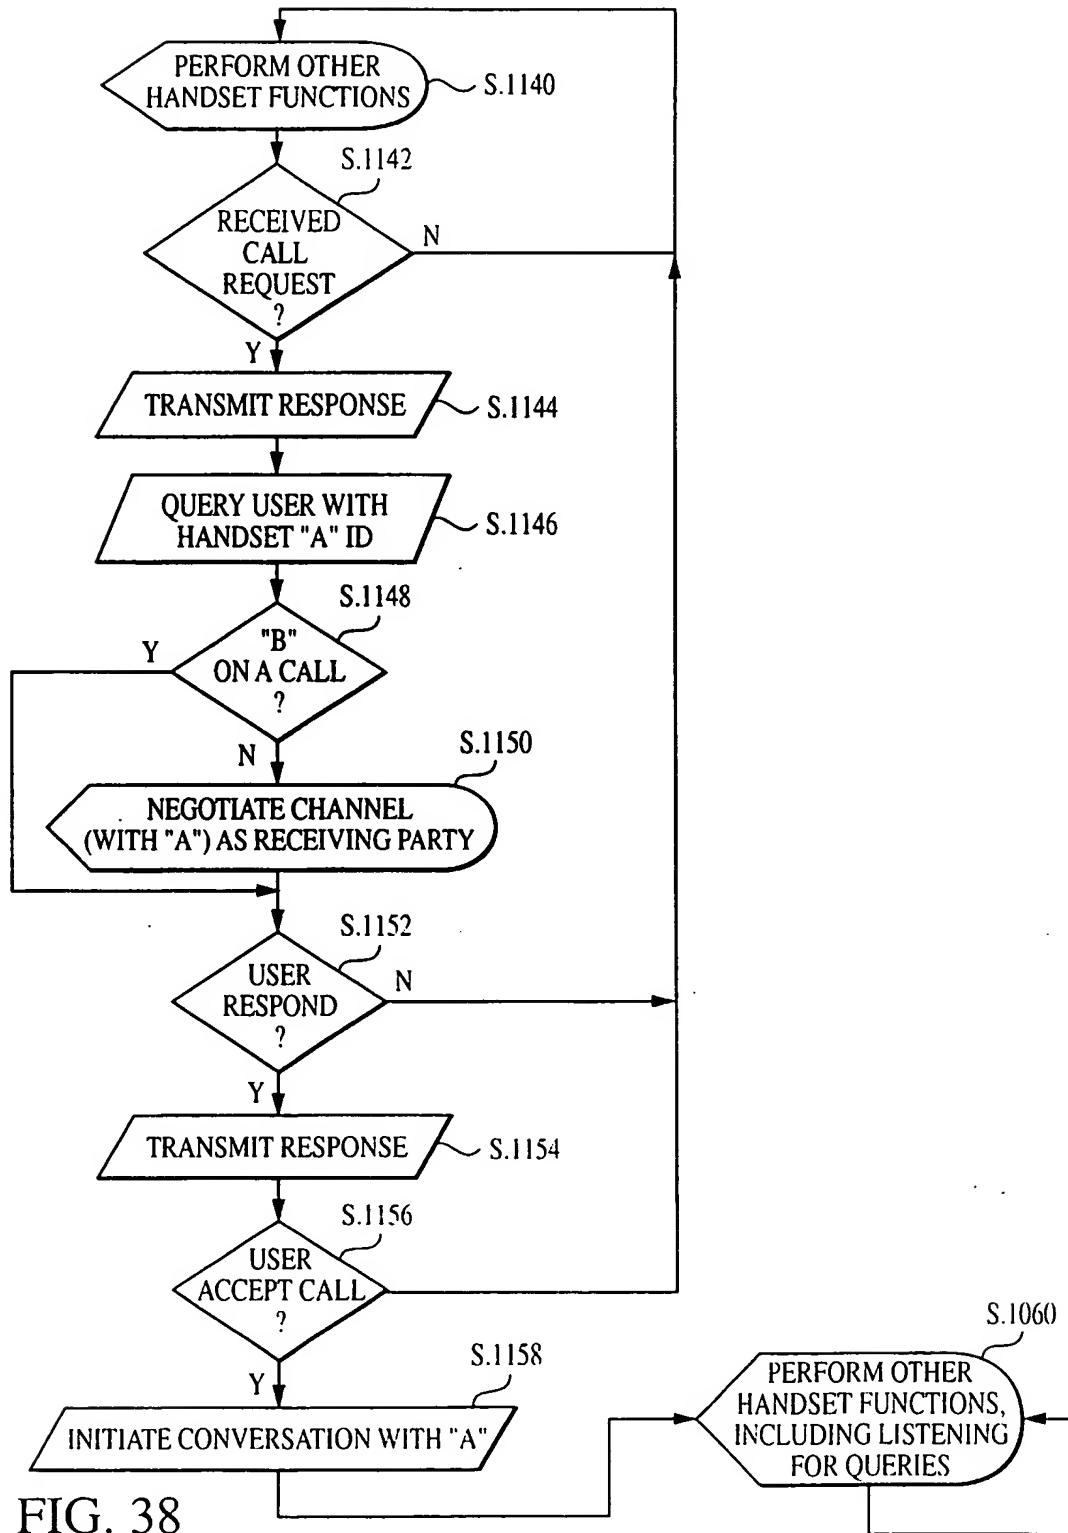 PERFORM OTHER
HANDSET FUNCTIONS
S.1140
S.1142
RECEIVED
CALL
REQUEST
?
N
Y
TRANSMIT RESPONSE
S.1144
QUERY USER WITH
HANDSET "A" ID
S.1146
S.1148
"B"
ON A CALL
?
Y
N
S.1150
NEGOTIATE CHANNEL
(WITH "A") AS RECEIVING PARTY
S.1152
USER
RESPOND
?
N
Y
TRANSMIT RESPONSE
S.1154
S.1156
USER
ACCEPT CALL
?
Y
S.1158
INITIATE CONVERSATION WITH "A"
S.1060
PERFORM OTHER
HANDSET FUNCTIONS,
INCLUDING LISTENING
FOR QUERIES
FIG. 38